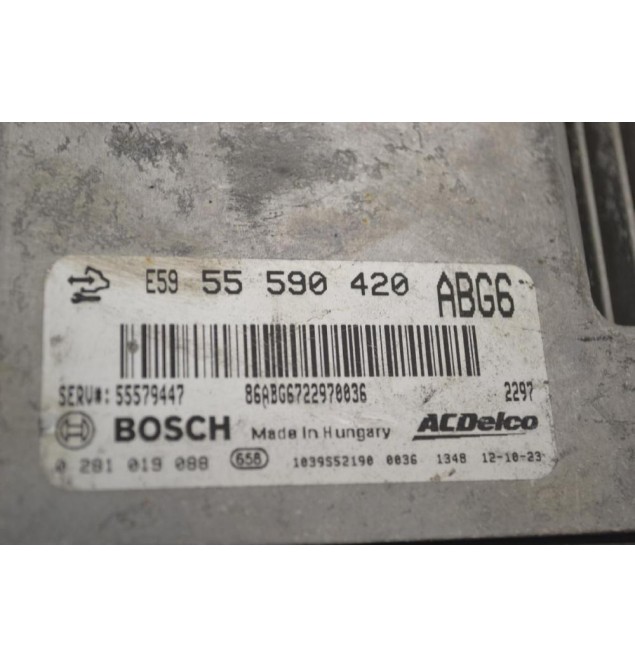 E59 55 590 420 ABG6
SERV#: 55579447 86ABG6722970036 2297
BOSCH Made in Hungary ACDelco
0 281 019 088 658 1039S52190 0036 134B 12-10-23